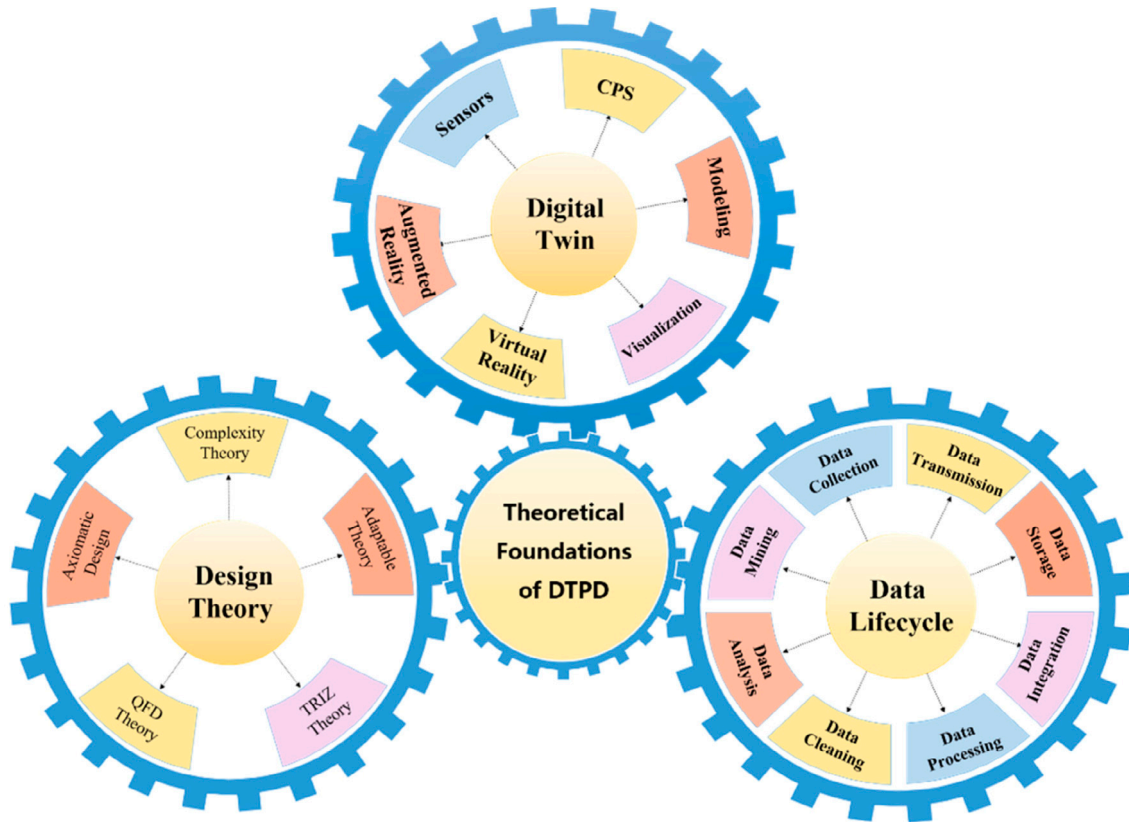 CPS
Sensors
Modeling
Digital
Twin
Augmented
Reality
Visualization
Virtual
Reality
Theoretical
Foundations
of DTPD
Complexity
Theory
Axiomatic
Design
Adaptable
Theory
Design
Theory
QFD
Theory
TRIZ
Theory
Data
Collection
Data
Transmission
Data
Mining
Data
Storage
Data
Lifecycle
Data
Analysis
Data
Integration
Data
Cleaning
Data
Processing